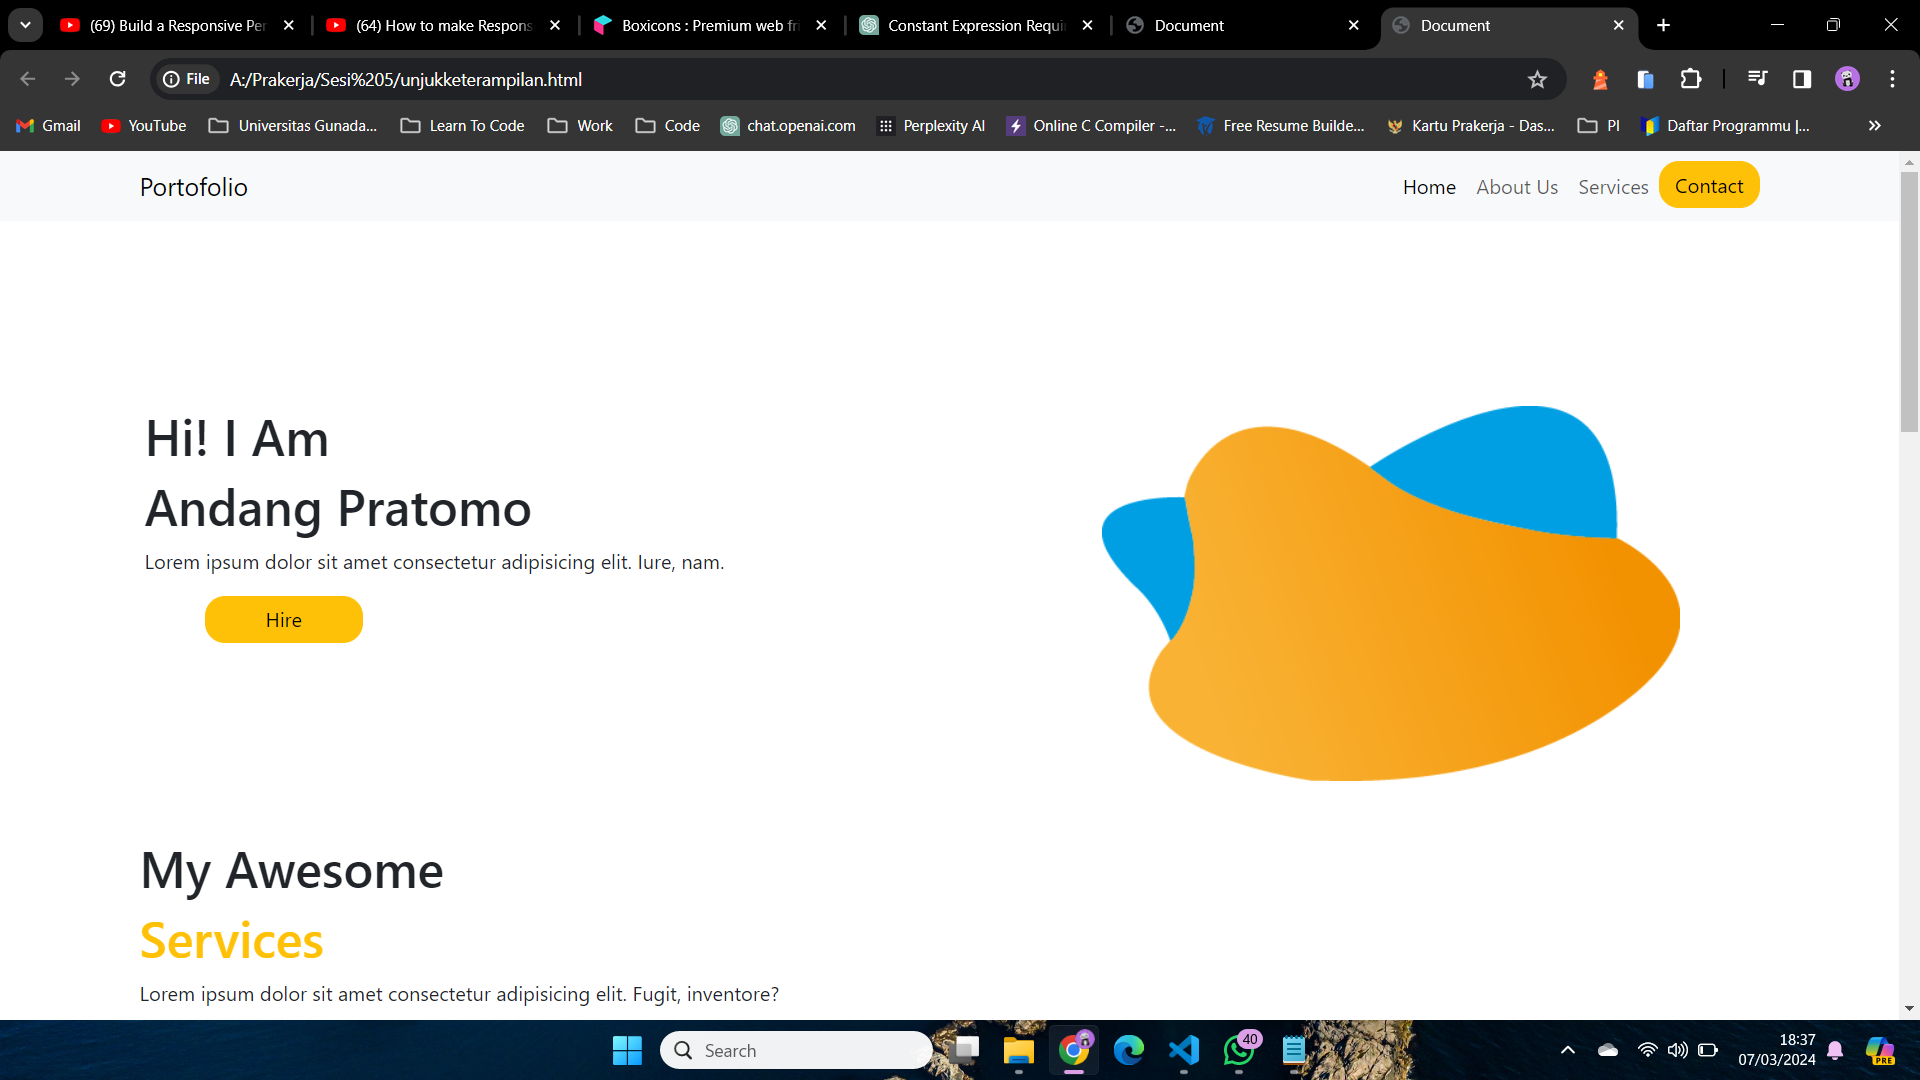 (69) Build a Responsive Per
(64) How to make Respons
Boxicons : Premium web fri
Constant Expression Requi
Document
Document
File
A:/Prakerja/Sesi%205/unjukketerampilan.html
Gmail
YouTube
Universitas Gunada...
Learn To Code
Work
Code
chat.openai.com
Perplexity AI
Online C Compiler -...
Free Resume Builde...
Kartu Prakerja - Das...
PI
Daftar Programmu |...
Portofolio
Home
About Us
Services
Contact
Hi! I Am
Andang Pratomo
Lorem ipsum dolor sit amet consectetur adipisicing elit. Iure, nam.
Hire
My Awesome
Services
Lorem ipsum dolor sit amet consectetur adipisicing elit. Fugit, inventore?
Search
40
18:37
07/03/2024
PRE